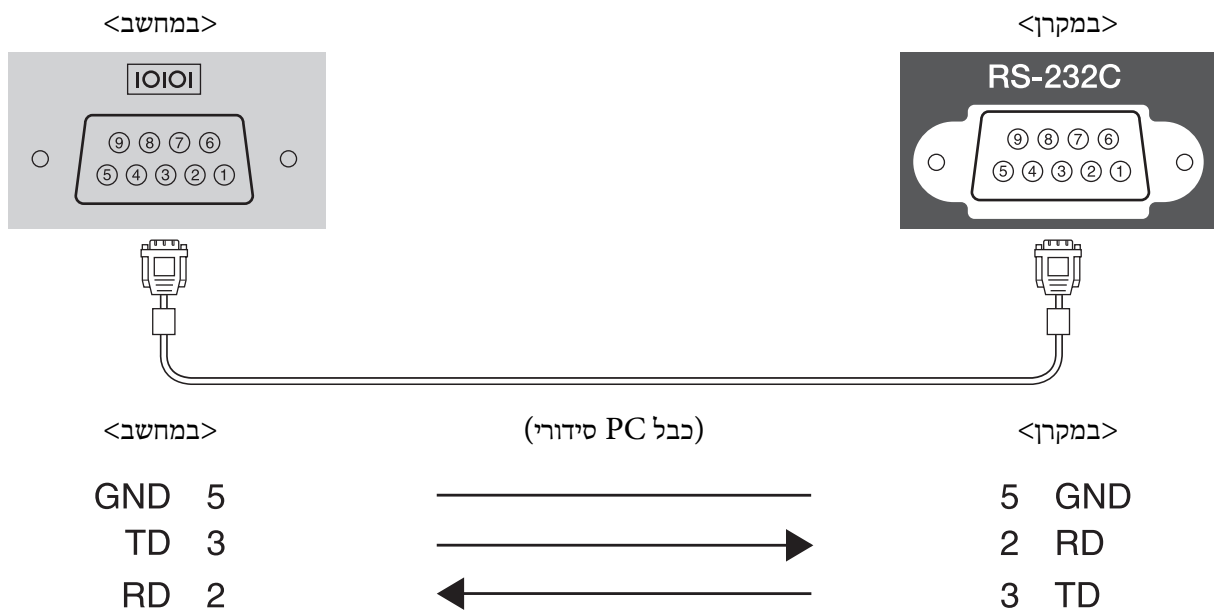 <במחשב>
<במקרן>
IOIOI
RS-232C
9 8 7 6
5 4 3 2 1
9 8 7 6
5 4 3 2 1
<במחשב>
(כבל PC סידורי)
<במקרן>
GND 5
5 GND
TD 3
2 RD
RD 2
3 TD